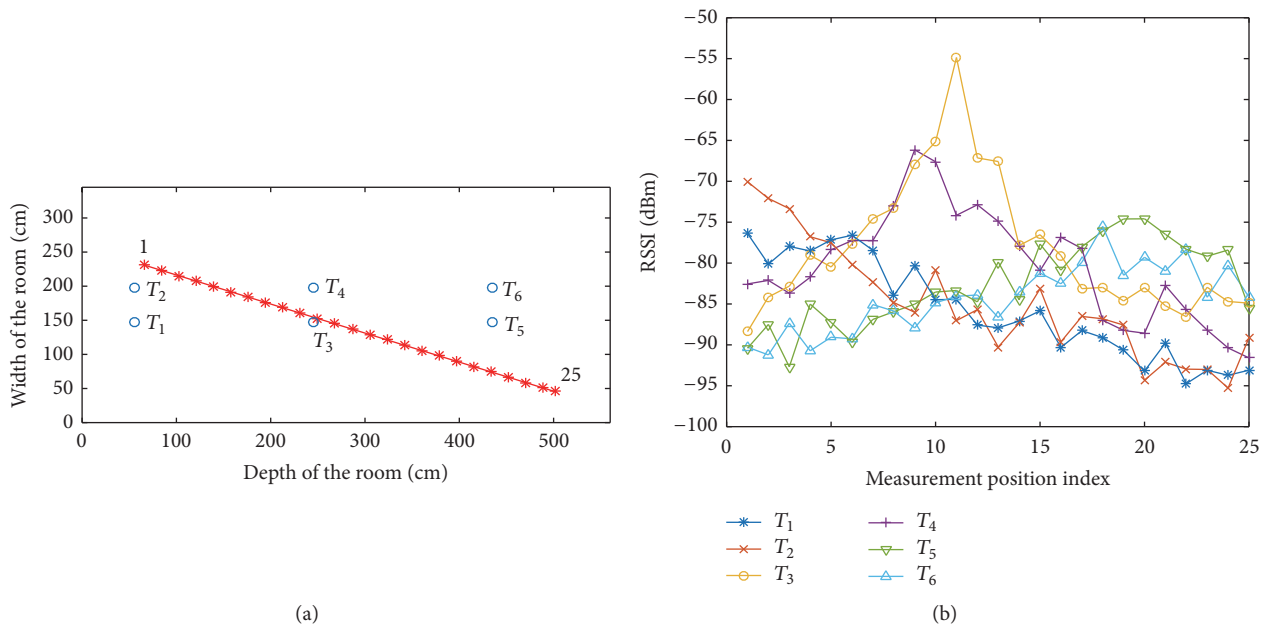 300
250
200
150
100
50
0
Width of the room (cm)
1
T2
T1
T4
T3
T6
T5
25
0
100
200
300
400
500
Depth of the room (cm)
(a)
−50
−55
−60
−65
−70
−75
−80
−85
−90
−95
−100
RSSI (dBm)
0
5
10
15
20
25
Measurement position index
T1
T2
T3
T4
T5
T6
(b)